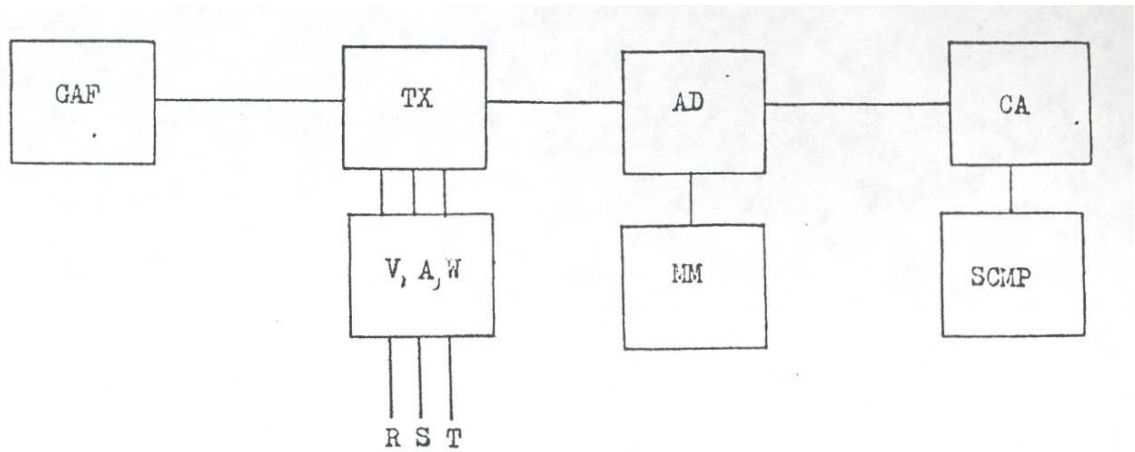 GAF
TX
AD
CA
V, A, W
MM
SCMP
R S T